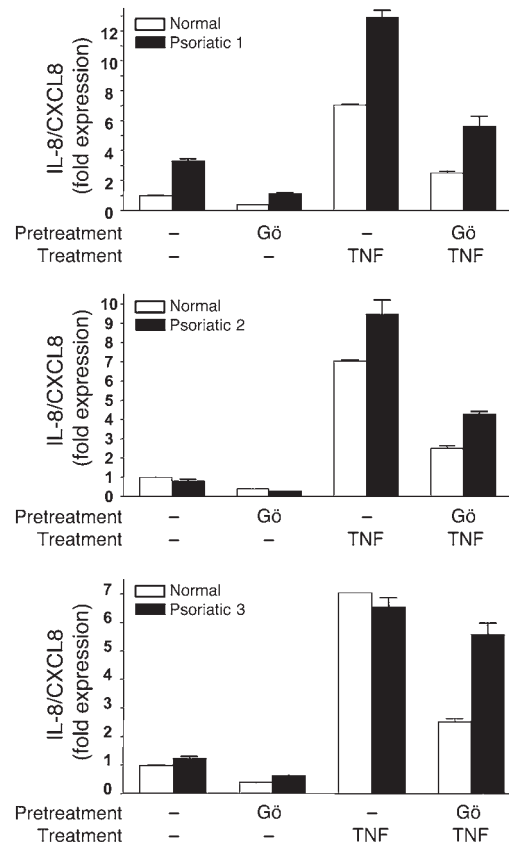 Normal
Psoriatic 1
IL-8/CXCL8
(fold expression)
12
10
8
6
4
2
0
Pretreatment – Gö – Gö
Treatment – – TNF TNF
Normal
Psoriatic 2
IL-8/CXCL8
(fold expression)
10
9
8
7
6
5
4
3
2
1
0
Pretreatment – Gö – Gö
Treatment – – TNF TNF
Normal
Psoriatic 3
IL-8/CXCL8
(fold expression)
7
6
5
4
3
2
1
0
Pretreatment – Gö – Gö
Treatment – – TNF TNF